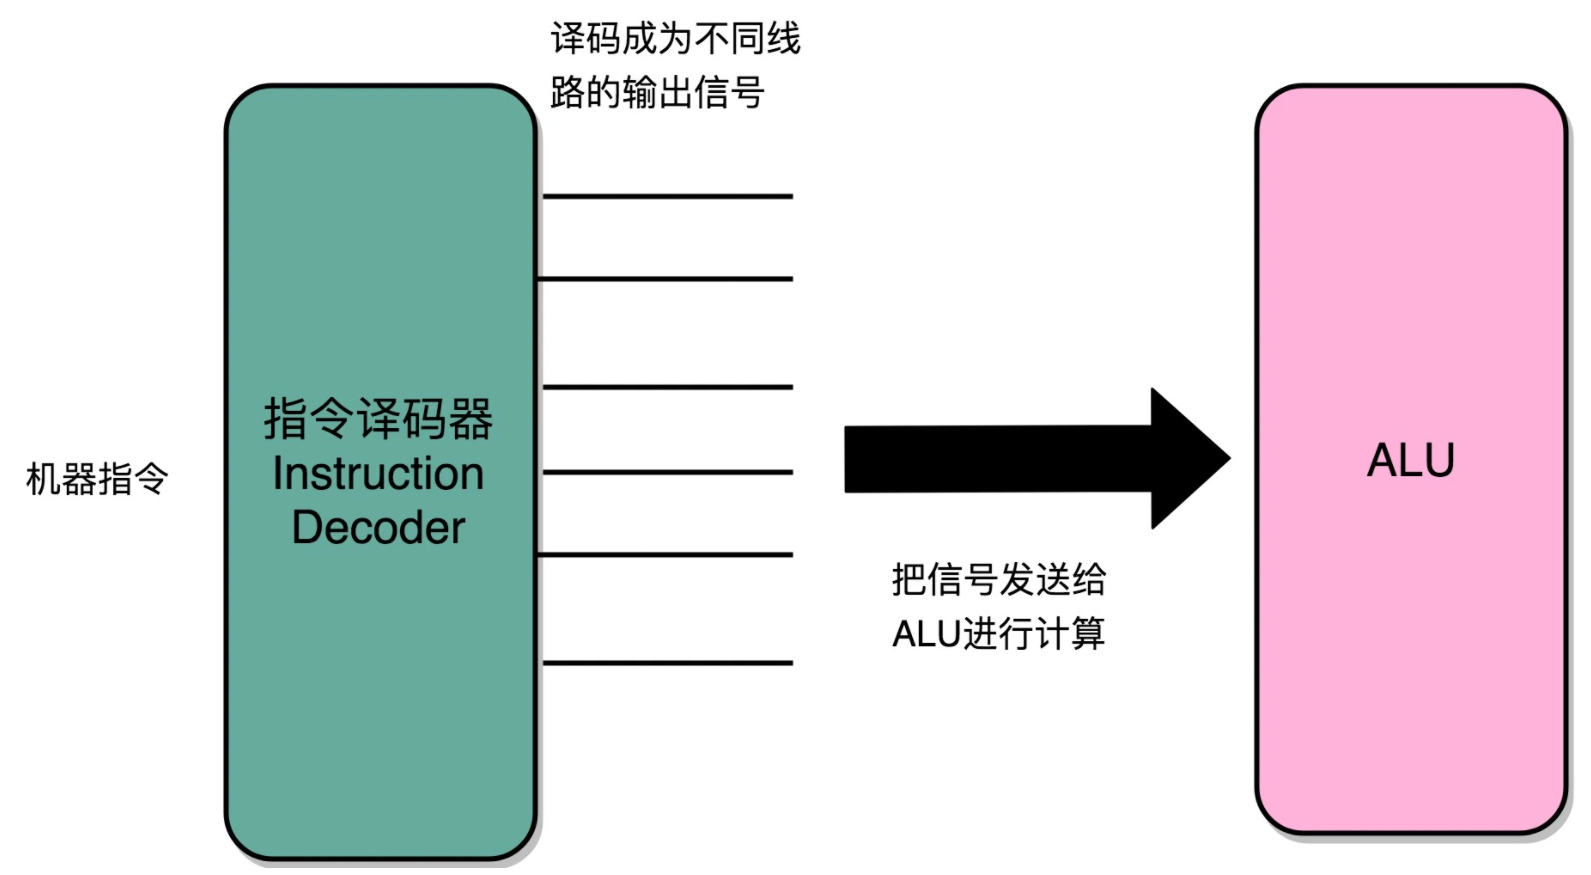 译码成为不同线
路的输出信号
机器指令
指令译码器
Instruction
Decoder
把信号发送给
ALU进行计算
ALU